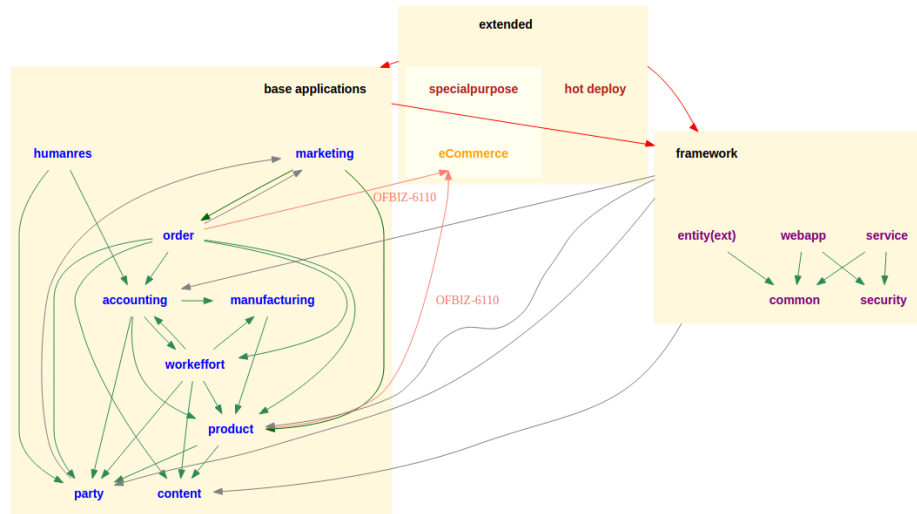 extended
base applications
specialpurpose
hot deploy
humanres
marketing
eCommerce
framework
OFBIZ-6110
order
entity(ext)
webapp
service
accounting
manufacturing
OFBIZ-6110
common
security
workeffort
product
party
content